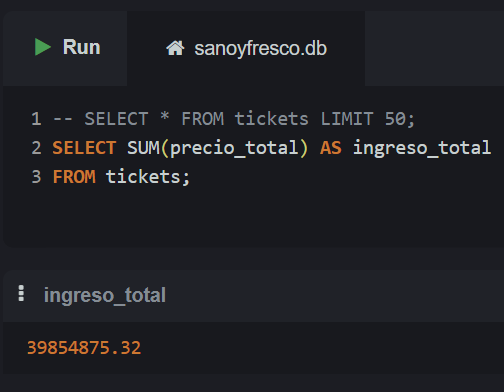 Run
sanoyfresco.db
1 -- SELECT * FROM tickets LIMIT 50;
2 SELECT SUM(precio_total) AS ingreso_total
3 FROM tickets;
ingreso_total
39854875.32